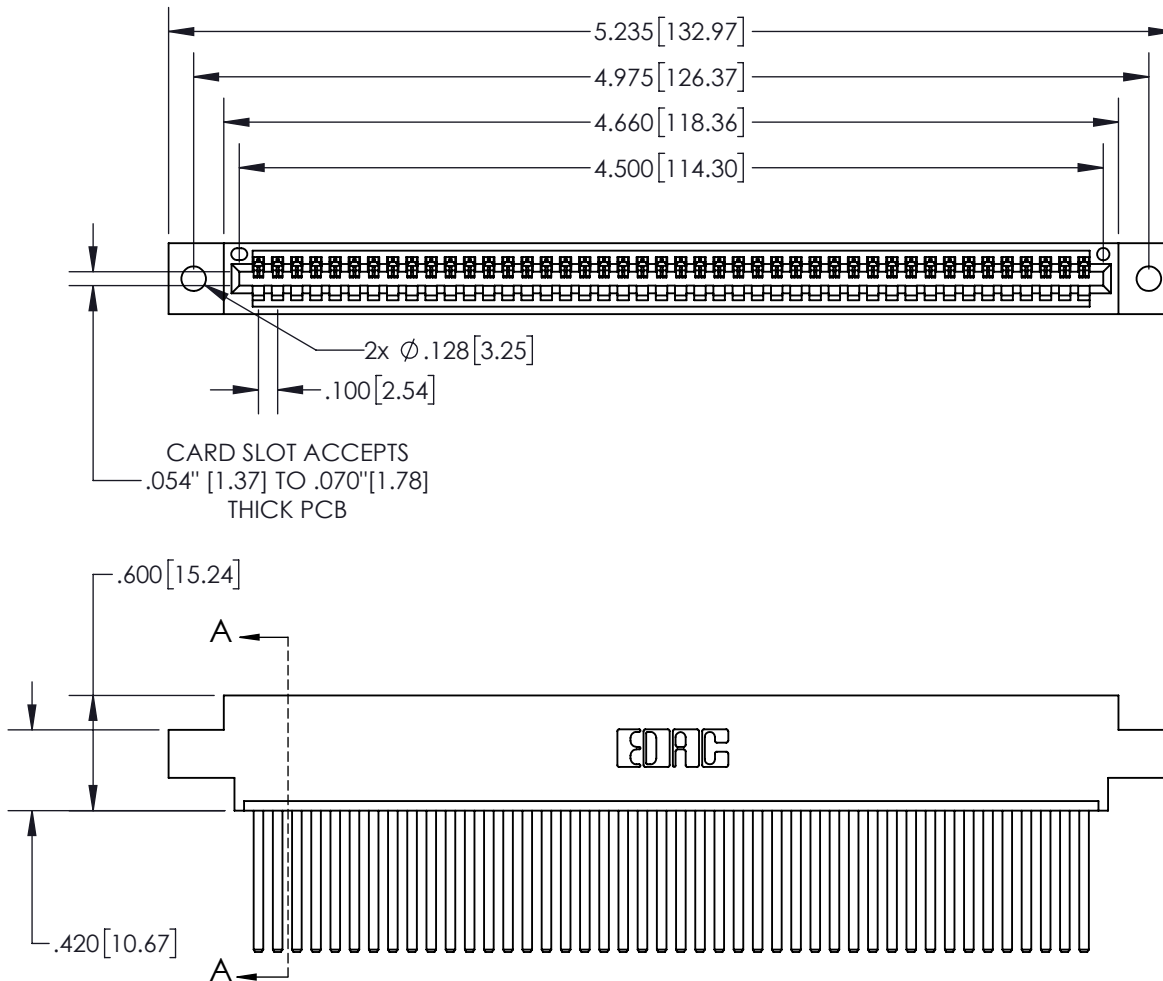 5.235[132.97]
4.975[126.37]
4.660[118.36]
4.500[114.30]
2x Ø.128[3.25]
.100[2.54]
CARD SLOT ACCEPTS
.054" [1.37] TO .070"[1.78]
THICK PCB
.600[15.24]
A
EDAC
.420[10.67]
A